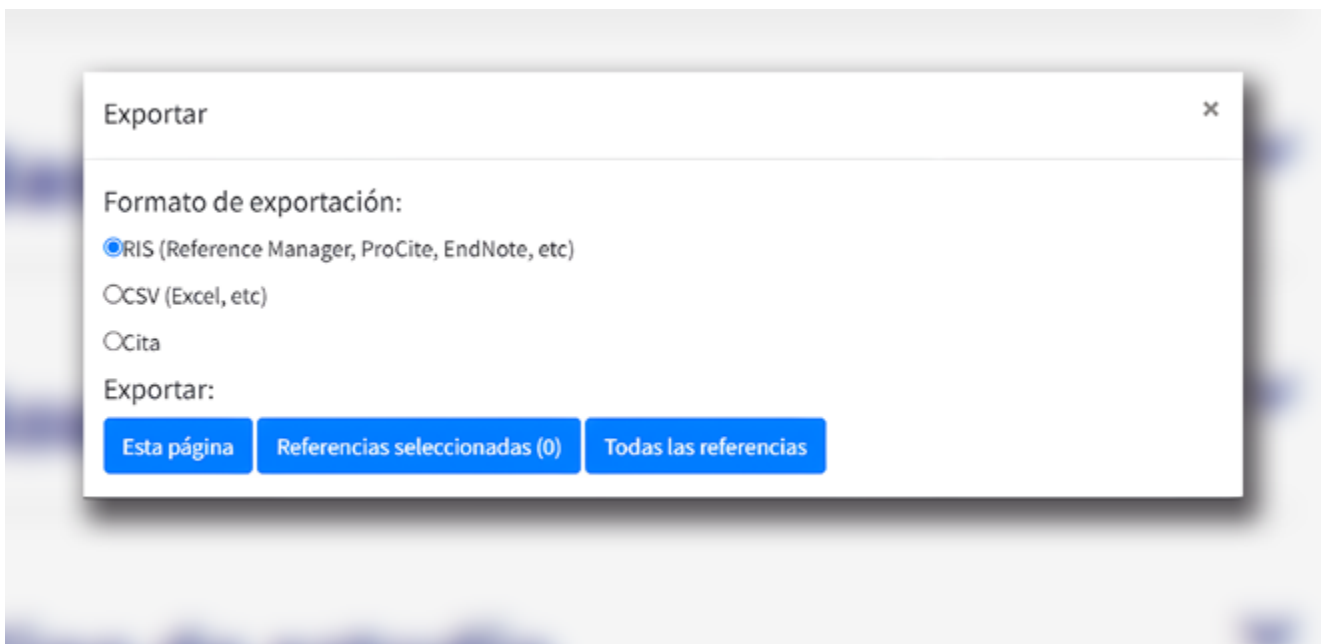 Exportar
×
Formato de exportación:
RIS (Reference Manager, ProCite, EndNote, etc)
CSV (Excel, etc)
Cita
Exportar:
Esta página Referencias seleccionadas (0) Todas las referencias